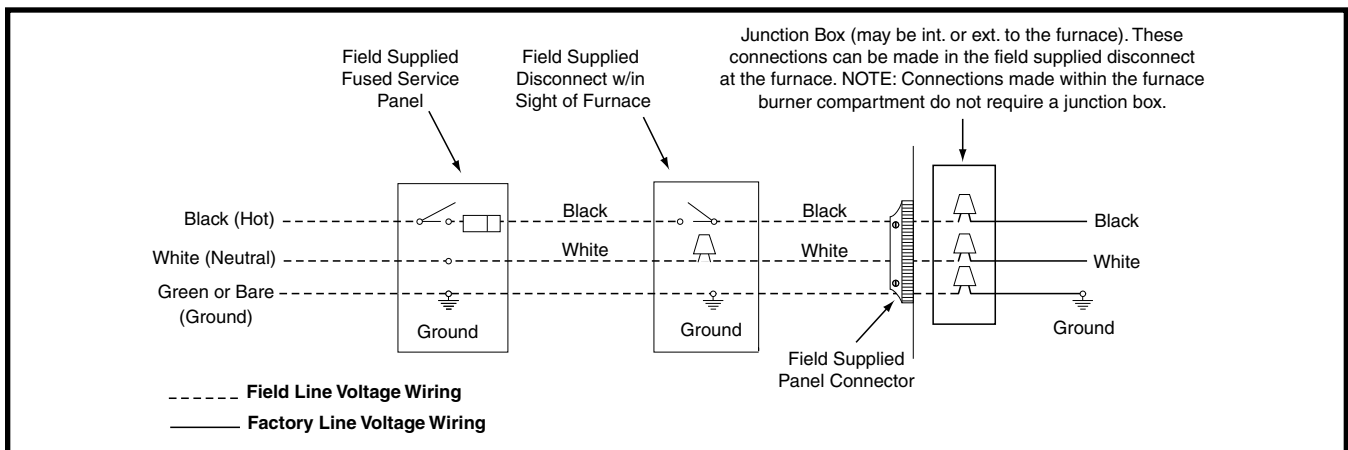 Field Supplied
Fused Service
Panel
Field Supplied
Disconnect w/in
Sight of Furnace
Junction Box (may be int. or ext. to the furnace). These
connections can be made in the field supplied disconnect
at the furnace. NOTE: Connections made within the furnace
burner compartment do not require a junction box.
Black (Hot)
Black
Black
Black
White (Neutral)
White
White
White
Green or Bare
(Ground)
Ground
Ground
Ground
Field Supplied
Panel Connector
Field Line Voltage Wiring
Factory Line Voltage Wiring